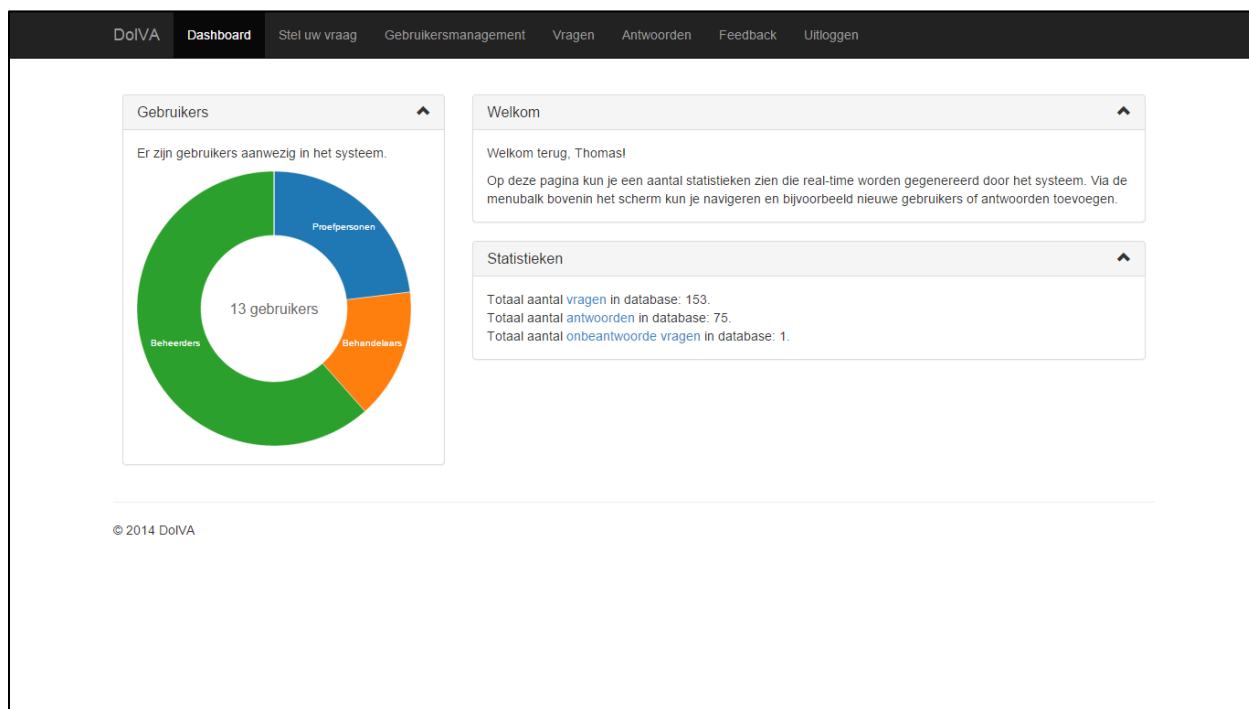 DoIVA Dashboard Stel uw vraag Gebruikersmanagement Vragen Antwoorden Feedback Uitloggen
Gebruikers
Er zijn gebruikers aanwezig in het systeem.
Proefpersonen
13 gebruikers
Beheerders
Behandelaars
Welkom
Welkom terug, Thomas!
Op deze pagina kun je een aantal statistieken zien die real-time worden gegenereerd door het systeem. Via de
menubalk bovenin het scherm kun je navigeren en bijvoorbeeld nieuwe gebruikers of antwoorden toevoegen.
Statistieken
Totaal aantal vragen in database: 153.
Totaal aantal antwoorden in database: 75.
Totaal aantal onbeantwoorde vragen in database: 1.
© 2014 DoIVA